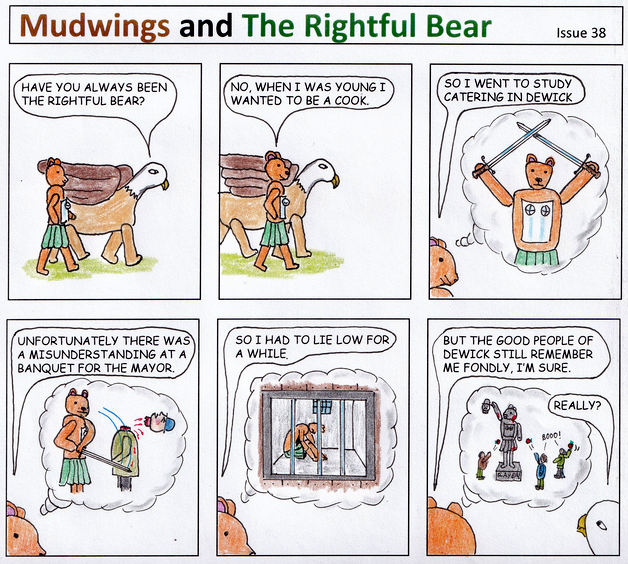 Mudwings and The Rightful Bear
Issue 38
HAVE YOU ALWAYS BEEN
THE RIGHTFUL BEAR?
NO, WHEN I WAS YOUNG I
WANTED TO BE A COOK.
SO I WENT TO STUDY
CATERING IN DEWICK
UNFORTUNATELY THERE WAS
A MISUNDERSTANDING AT A
BANQUET FOR THE MAYOR.
SO I HAD TO LIE LOW FOR
A WHILE.
BUT THE GOOD PEOPLE OF
DEWICK STILL REMEMBER
ME FONDLY, I'M SURE.
REALLY?
BOOO!